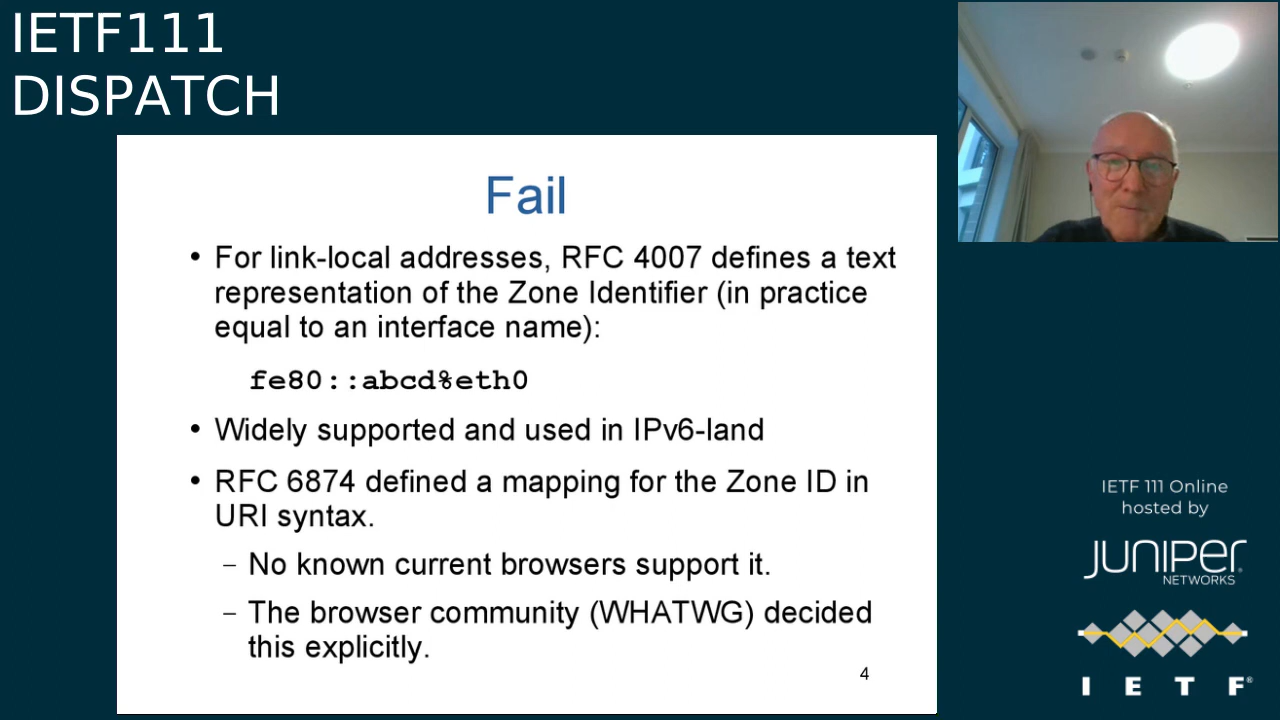 IETF111
DISPATCH
Fail
• For link-local addresses, RFC 4007 defines a text
representation of the Zone Identifier (in practice
equal to an interface name):
fe80::abcd%eth0
• Widely supported and used in IPv6-land
• RFC 6874 defined a mapping for the Zone ID in
URI syntax.
– No known current browsers support it.
– The browser community (WHATWG) decided
this explicitly.
4
IETF 111 Online
hosted by
JUNIPER
NETWORKS
I E T F®